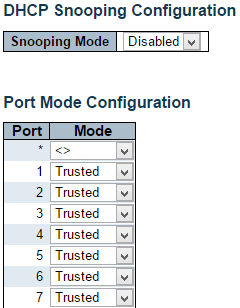 DHCP Snooping Configuration
Snooping Mode Disabled
Port Mode Configuration
Port Mode
* <>
1 Trusted
2 Trusted
3 Trusted
4 Trusted
5 Trusted
6 Trusted
7 Trusted